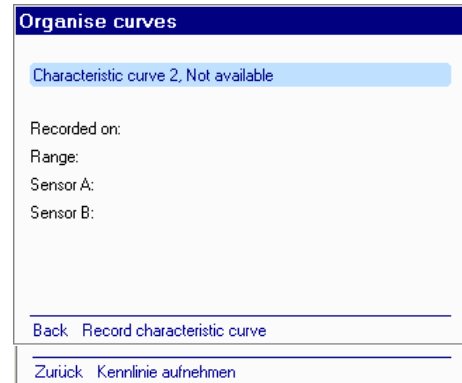 Organise curves
Characteristic curve 2, Not available
Recorded on:
Range:
Sensor A:
Sensor B:
Back Record characteristic curve
Zurück Kennlinie aufnehmen